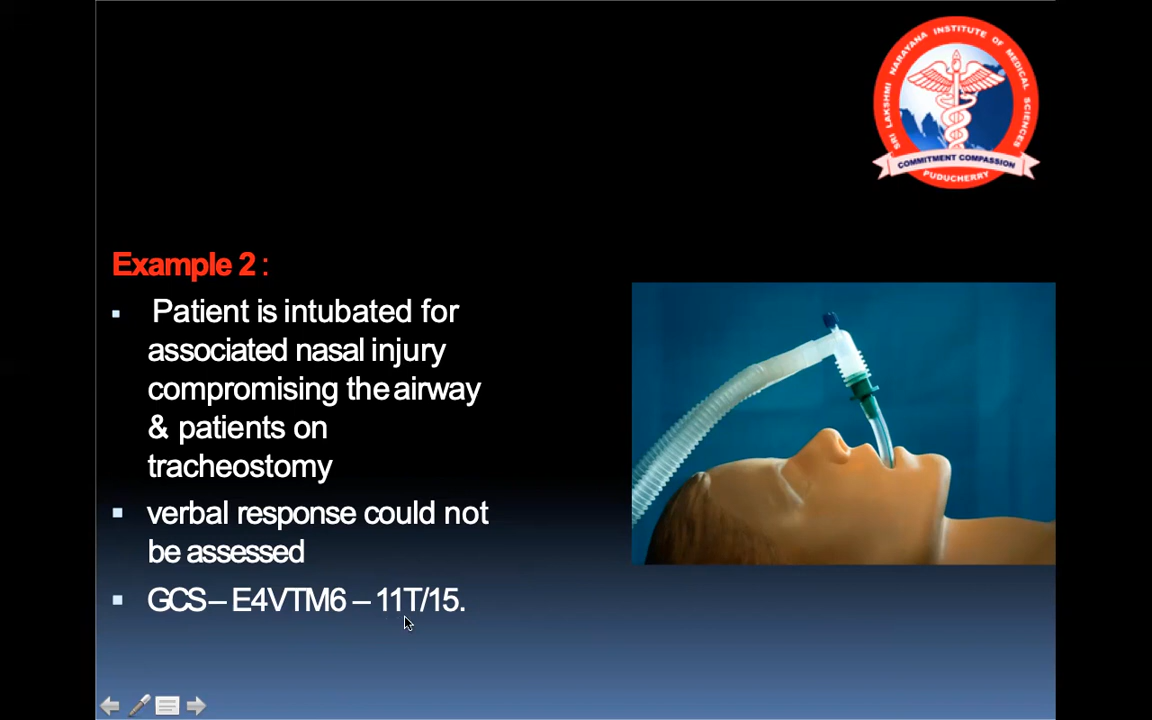 SRI LAKSHMI NARAYANA INSTITUTE OF MEDICAL SCIENCES
COMMITMENT COMPASSION
PUDUCHERRY
Example 2 :
▪ Patient is intubated for
associated nasal injury
compromising the airway
& patients on
tracheostomy
▪ verbal response could not
be assessed
▪ GCS – E4VTM6 – 11T/15.